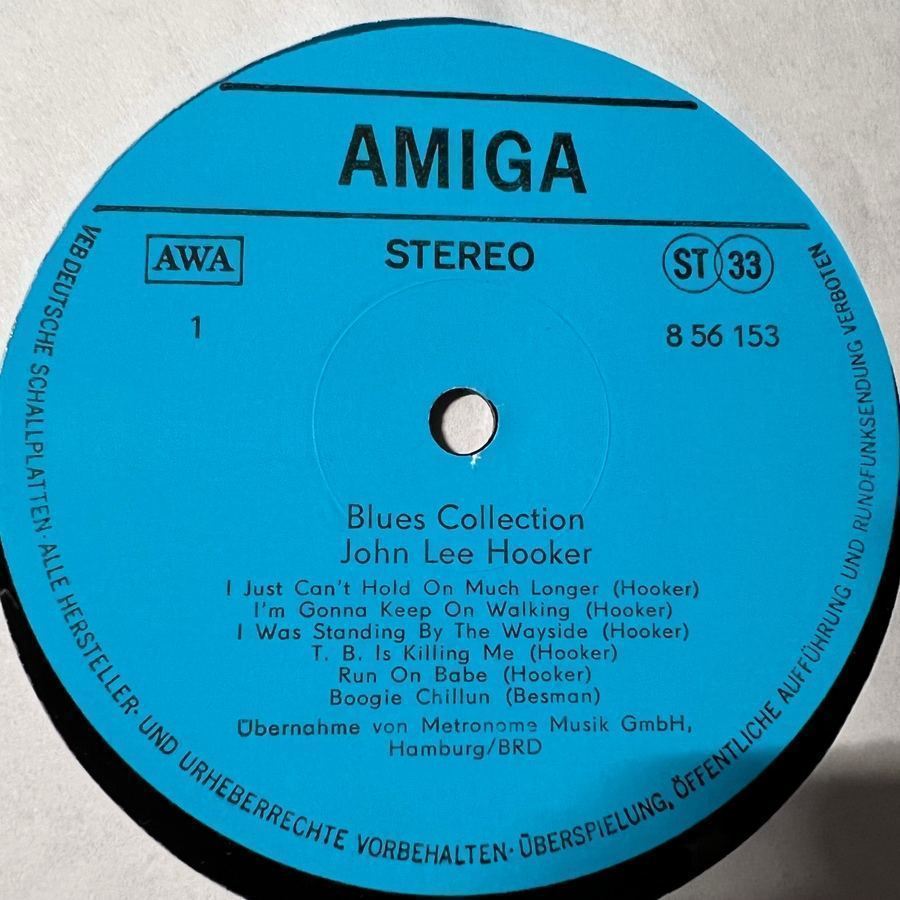 AMIGA
AWA
STEREO
ST 33
1
8 56 153
Blues Collection
John Lee Hooker
I Just Can't Hold On Much Longer (Hooker)
I'm Gonna Keep On Walking (Hooker)
I Was Standing By The Wayside (Hooker)
T. B. Is Killing Me (Hooker)
Run On Babe (Hooker)
Boogie Chillun (Besman)
Übernahme von Metronome Musik GmbH,
Hamburg/BRD
VEB DEUTSCHE SCHALLPLATTEN · ALLE HERSTELLER- UND URHEBERRECHTE VORBEHALTEN · ÜBERSPIELUNG, ÖFFENTLICHE AUFFÜHRUNG UND RUNDFUNKSENDUNG VERBOTEN